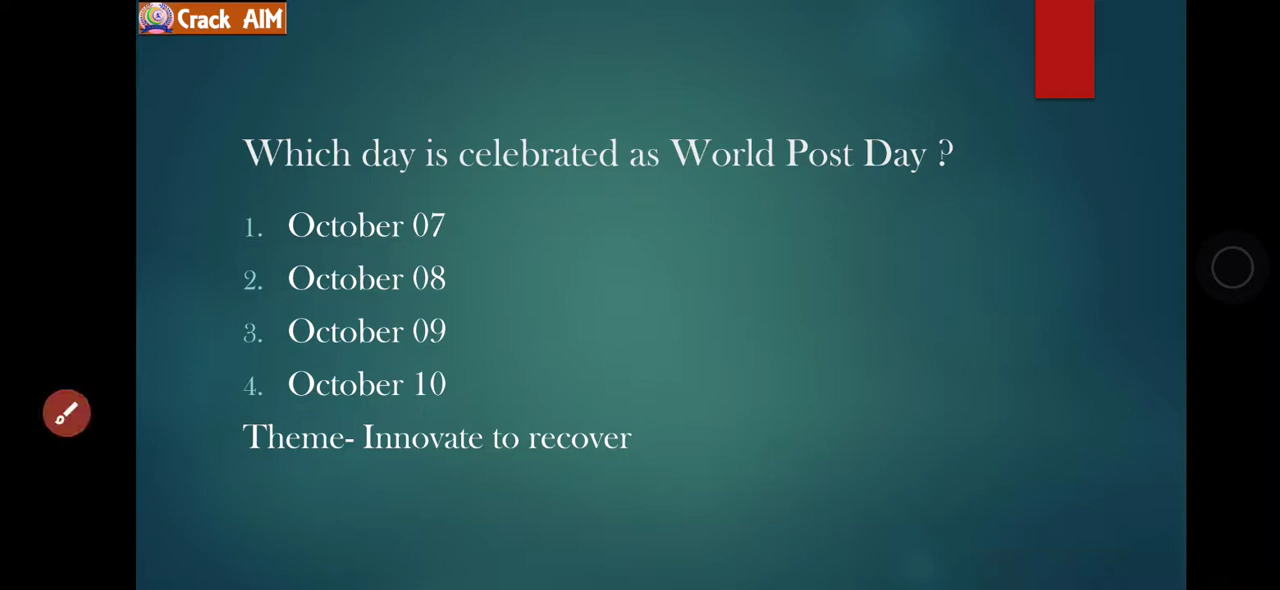 Crack AIM
Which day is celebrated as World Post Day ?
1. October 07
2. October 08
3. October 09
4. October 10
Theme- Innovate to recover